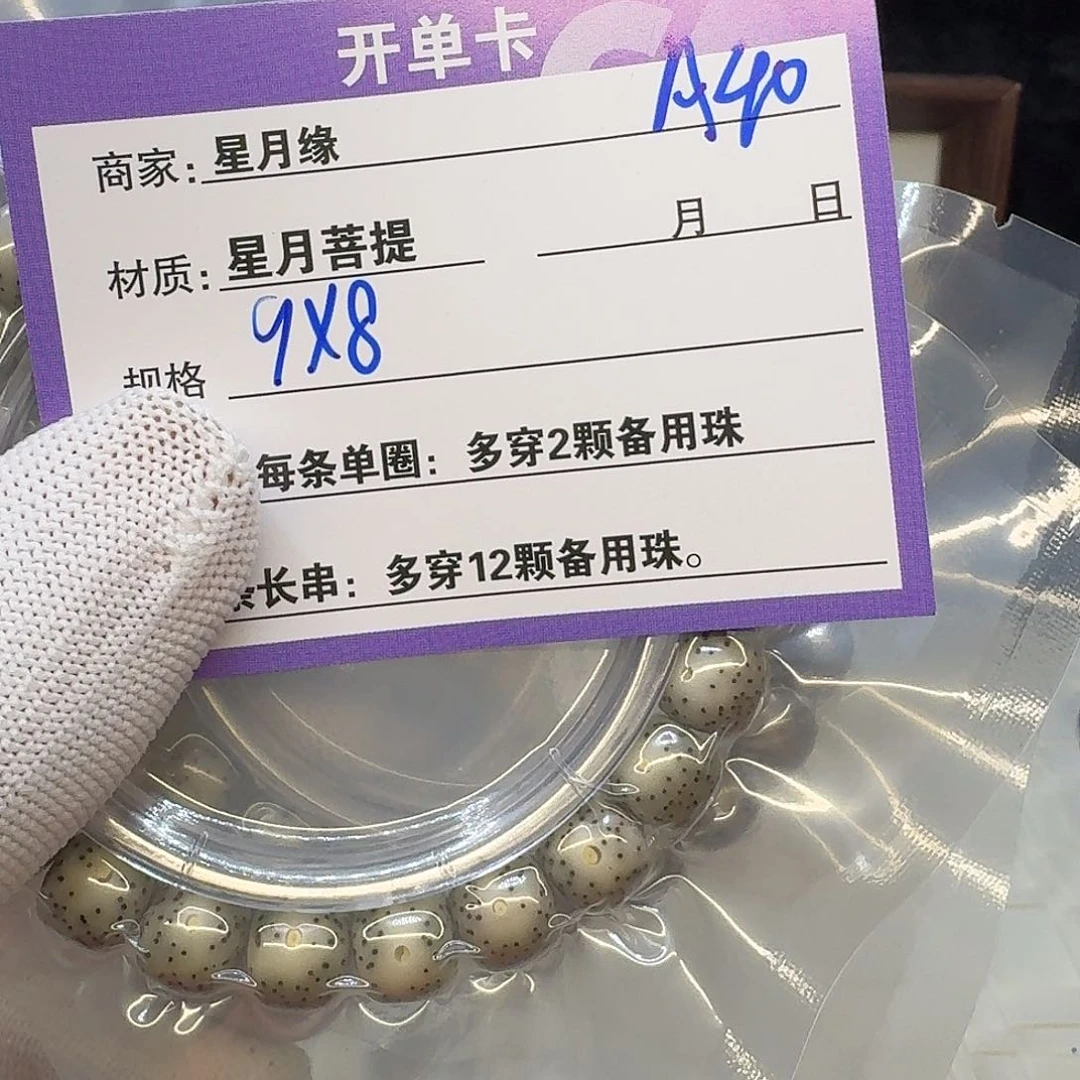 开单卡
A40
商家：星月缘
材质：星月菩提 月 日
规格 9X8
每条单圈：多穿2颗备用珠
长串：多穿12颗备用珠。